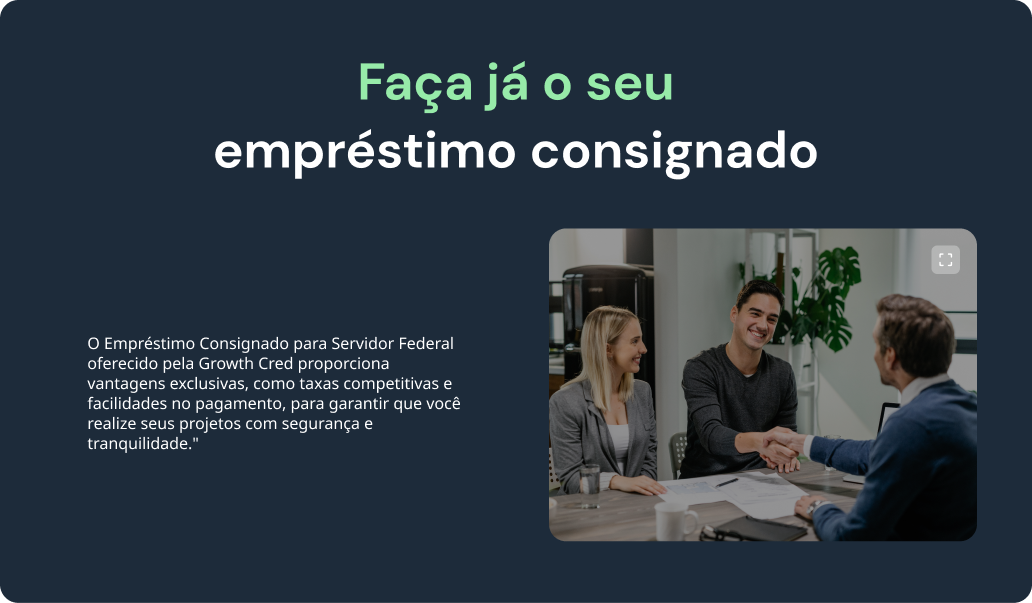 Faça já o seu
empréstimo consignado
O Empréstimo Consignado para Servidor Federal
oferecido pela Growth Cred proporciona
vantagens exclusivas, como taxas competitivas e
facilidades no pagamento, para garantir que você
realize seus projetos com segurança e
tranquilidade."